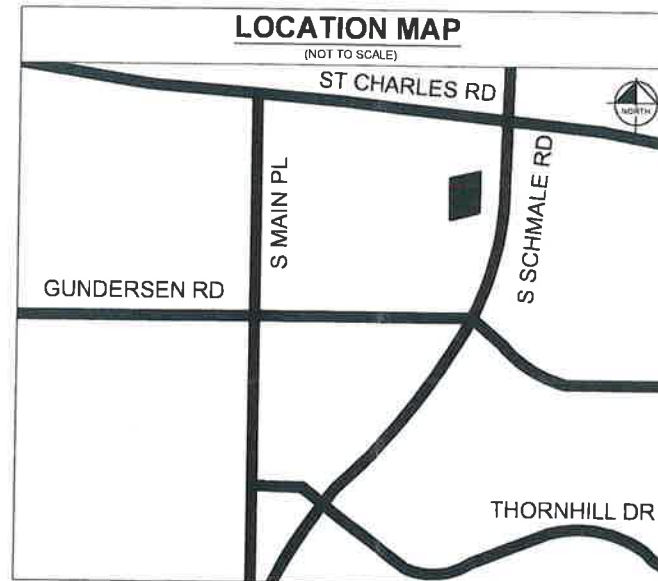 LOCATION MAP
(NOT TO SCALE)
ST CHARLES RD
NORTH
S MAIN PL
S SCHMALE RD
GUNDERSEN RD
THORNHILL DR